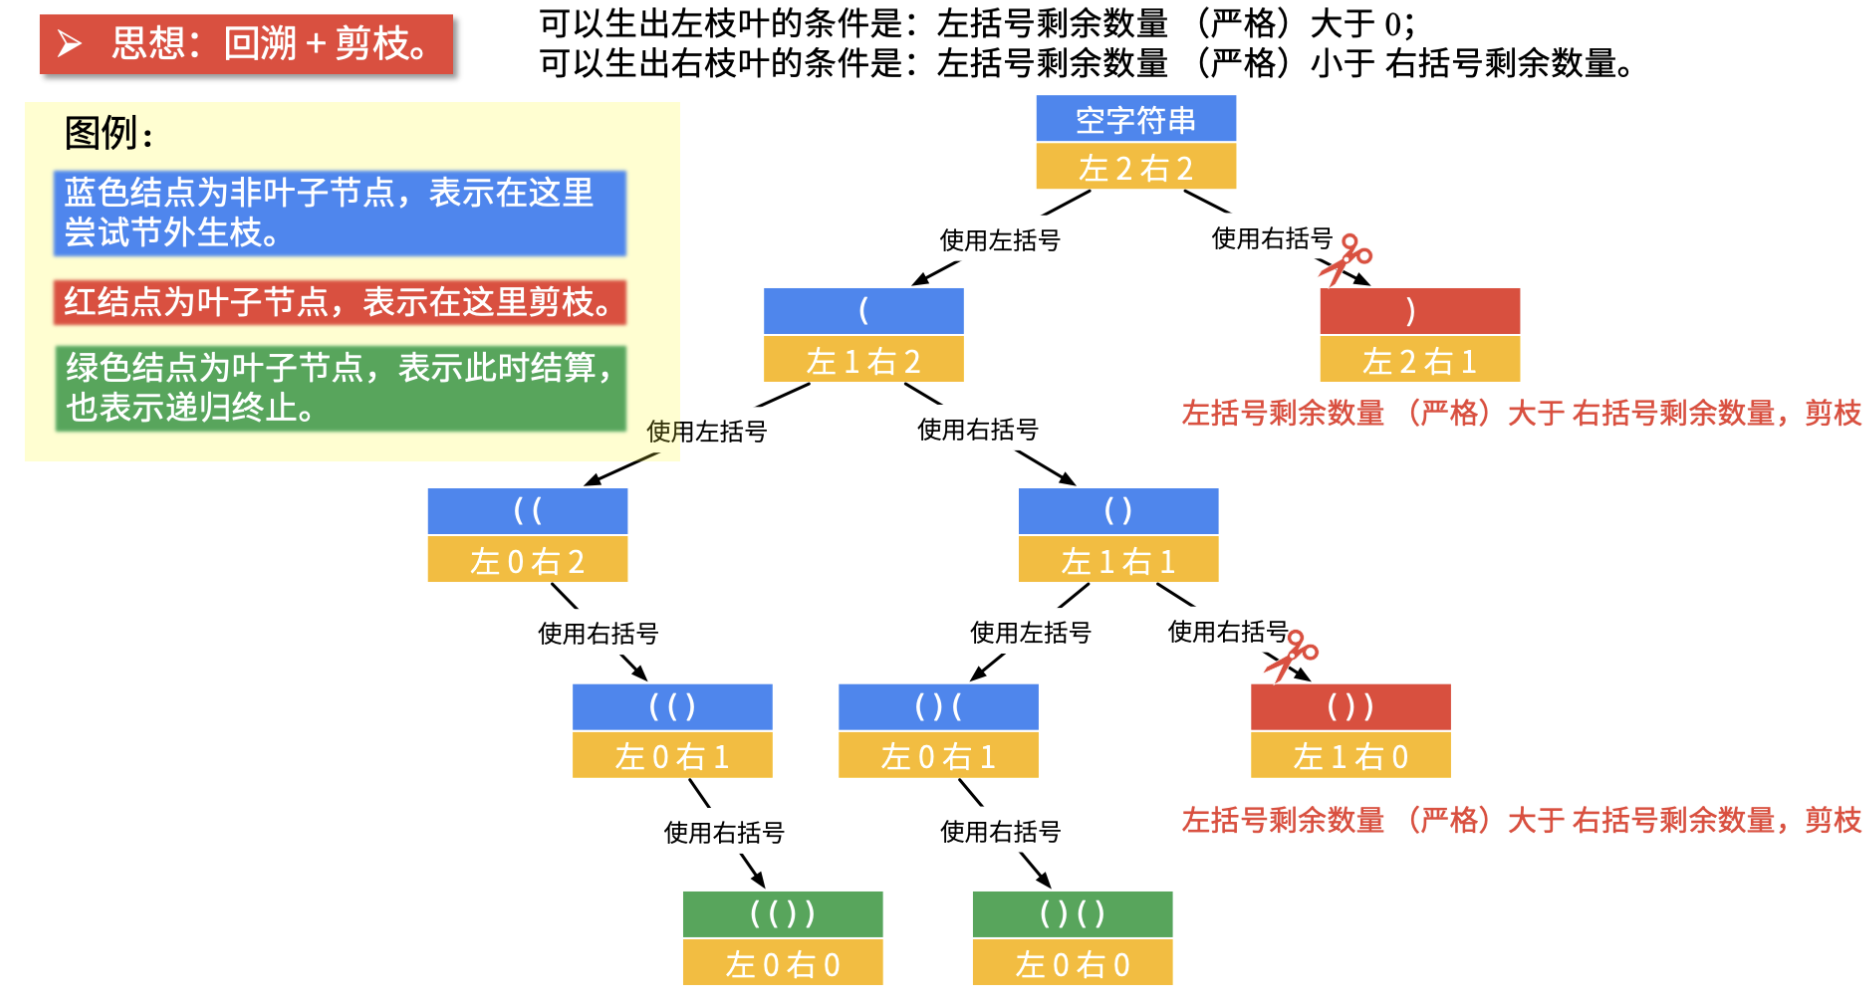 思想：回溯 + 剪枝。
可以生出左枝叶的条件是：左括号剩余数量 （严格）大于 0；
可以生出右枝叶的条件是：左括号剩余数量 （严格）小于 右括号剩余数量。
图例：
蓝色结点为非叶子节点，表示在这里
尝试节外生枝。
红结点为叶子节点，表示在这里剪枝。
绿色结点为叶子节点，表示此时结算，
也表示递归终止。
空字符串
左 2 右 2
使用左括号
使用右括号
(
左 1 右 2
)
左 2 右 1
左括号剩余数量 （严格）大于 右括号剩余数量，剪枝
使用左括号
使用右括号
( (
左 0 右 2
( )
左 1 右 1
使用右括号
使用左括号
使用右括号
( ( )
左 0 右 1
( ) (
左 0 右 1
( ) )
左 1 右 0
左括号剩余数量 （严格）大于 右括号剩余数量，剪枝
使用右括号
使用右括号
( ( ) )
左 0 右 0
( ) ( )
左 0 右 0